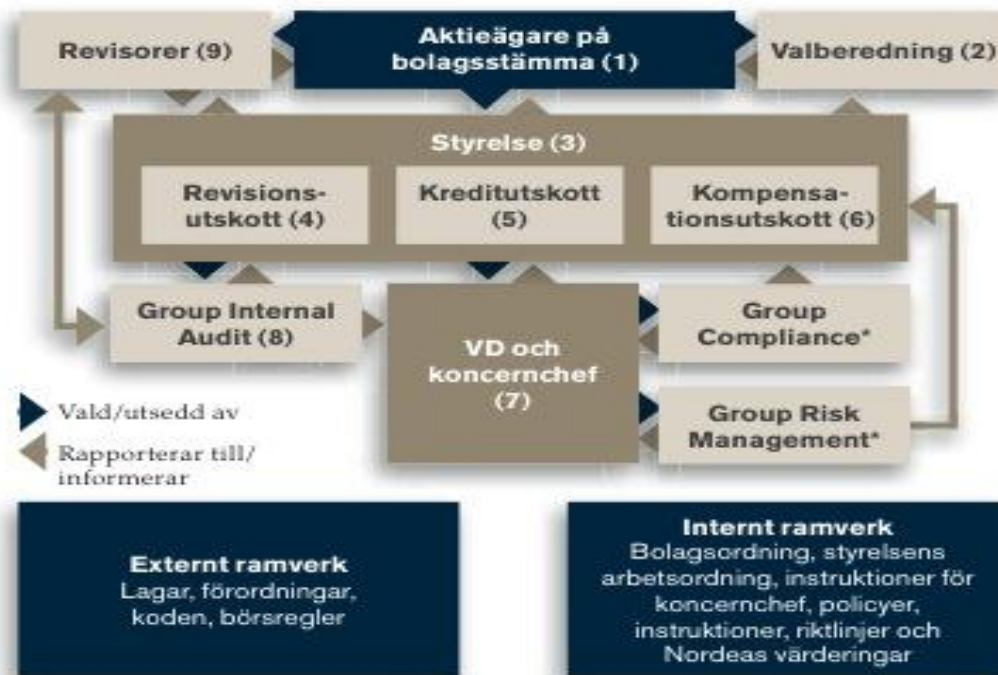 Revisorer (9)
Aktieägare på
bolagsstämma (1)
Valberedning (2)
Styrelse (3)
Revisions-
utskott (4)
Kreditutskott
(5)
Kompensa-
tionsutskott (6)
Group Internal
Audit (8)
VD och
koncernchef
(7)
Group
Compliance*
Group Risk
Management*
Vald/utsedd av
Rapporterar till/
informerar
Externt ramverk
Lagar, förordningar,
koden, börsregler
Internt ramverk
Bolagsordning, styrelsens
arbetsordning, instruktioner för
koncernchef, policyer,
instruktioner, riktlinjer och
Nordeas värderingar